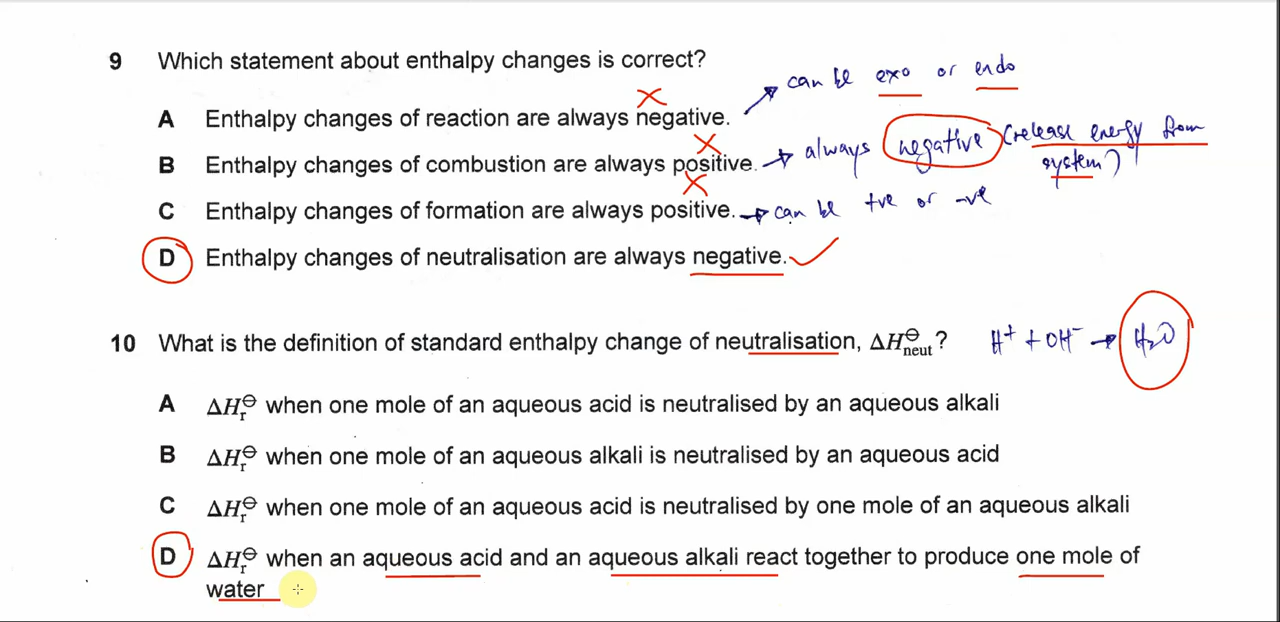 9 Which statement about enthalpy changes is correct?
can be exo or endo
A Enthalpy changes of reaction are always negative.
B Enthalpy changes of combustion are always positive. → always negative (release energy from
system)
C Enthalpy changes of formation are always positive. → can be +ve or -ve
D Enthalpy changes of neutralisation are always negative.
10 What is the definition of standard enthalpy change of neutralisation, ΔH⦵neut? H⁺ + OH⁻ → H₂O
A ΔH⦵r when one mole of an aqueous acid is neutralised by an aqueous alkali
B ΔH⦵r when one mole of an aqueous alkali is neutralised by an aqueous acid
C ΔH⦵r when one mole of an aqueous acid is neutralised by one mole of an aqueous alkali
D ΔH⦵r when an aqueous acid and an aqueous alkali react together to produce one mole of
water